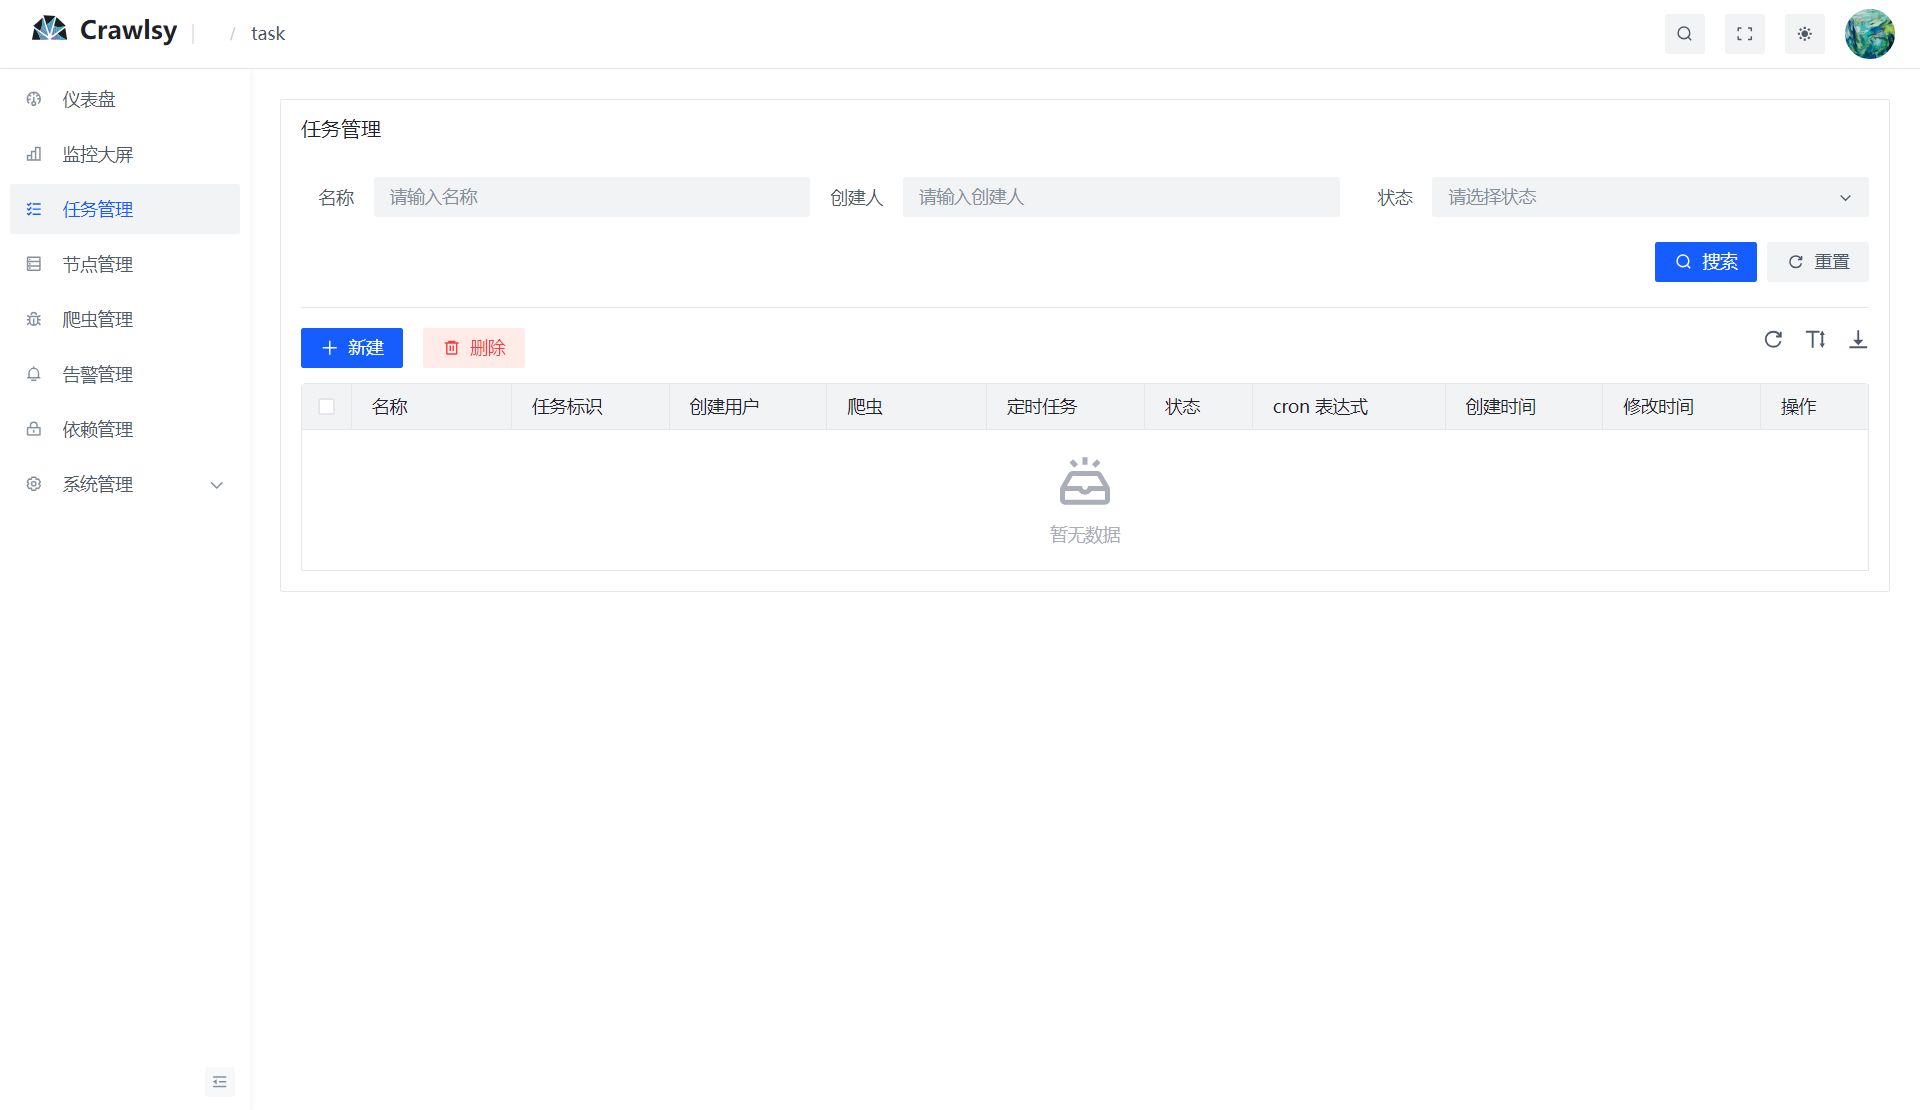 Crawlsy / task
仪表盘
监控大屏
任务管理
节点管理
爬虫管理
告警管理
依赖管理
系统管理
任务管理
名称 请输入名称 创建人 请输入创建人 状态 请选择状态
搜索 重置
新建 删除
名称 任务标识 创建用户 爬虫 定时任务 状态 cron 表达式 创建时间 修改时间 操作
暂无数据